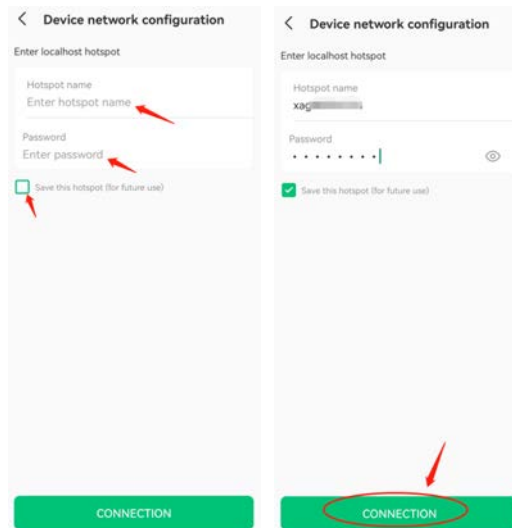 Device network configuration
Enter localhost hotspot
Hotspot name
Enter hotspot name
Password
Enter password
Save this hotspot (for future use)
CONNECTION
Device network configuration
Enter localhost hotspot
Hotspot name
xag
Password
Save this hotspot (for future use)
CONNECTION